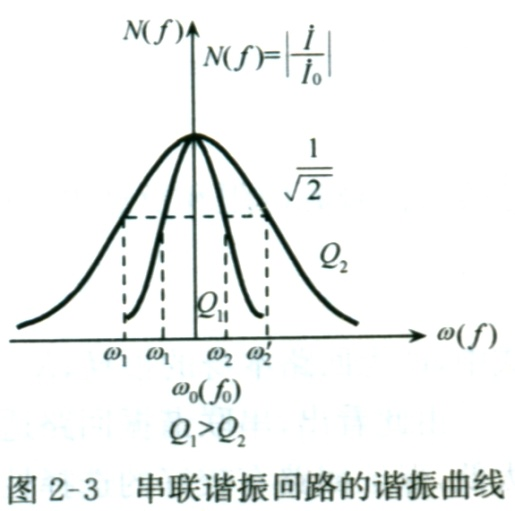 N(f)
N(f)=|İ/İ₀|
1/√2
Q₂
Q₁
ω(f)
ω₁ ω₁ ω₂ ω₂′
ω₀(f₀)
Q₁>Q₂
图 2-3 串联谐振回路的谐振曲线